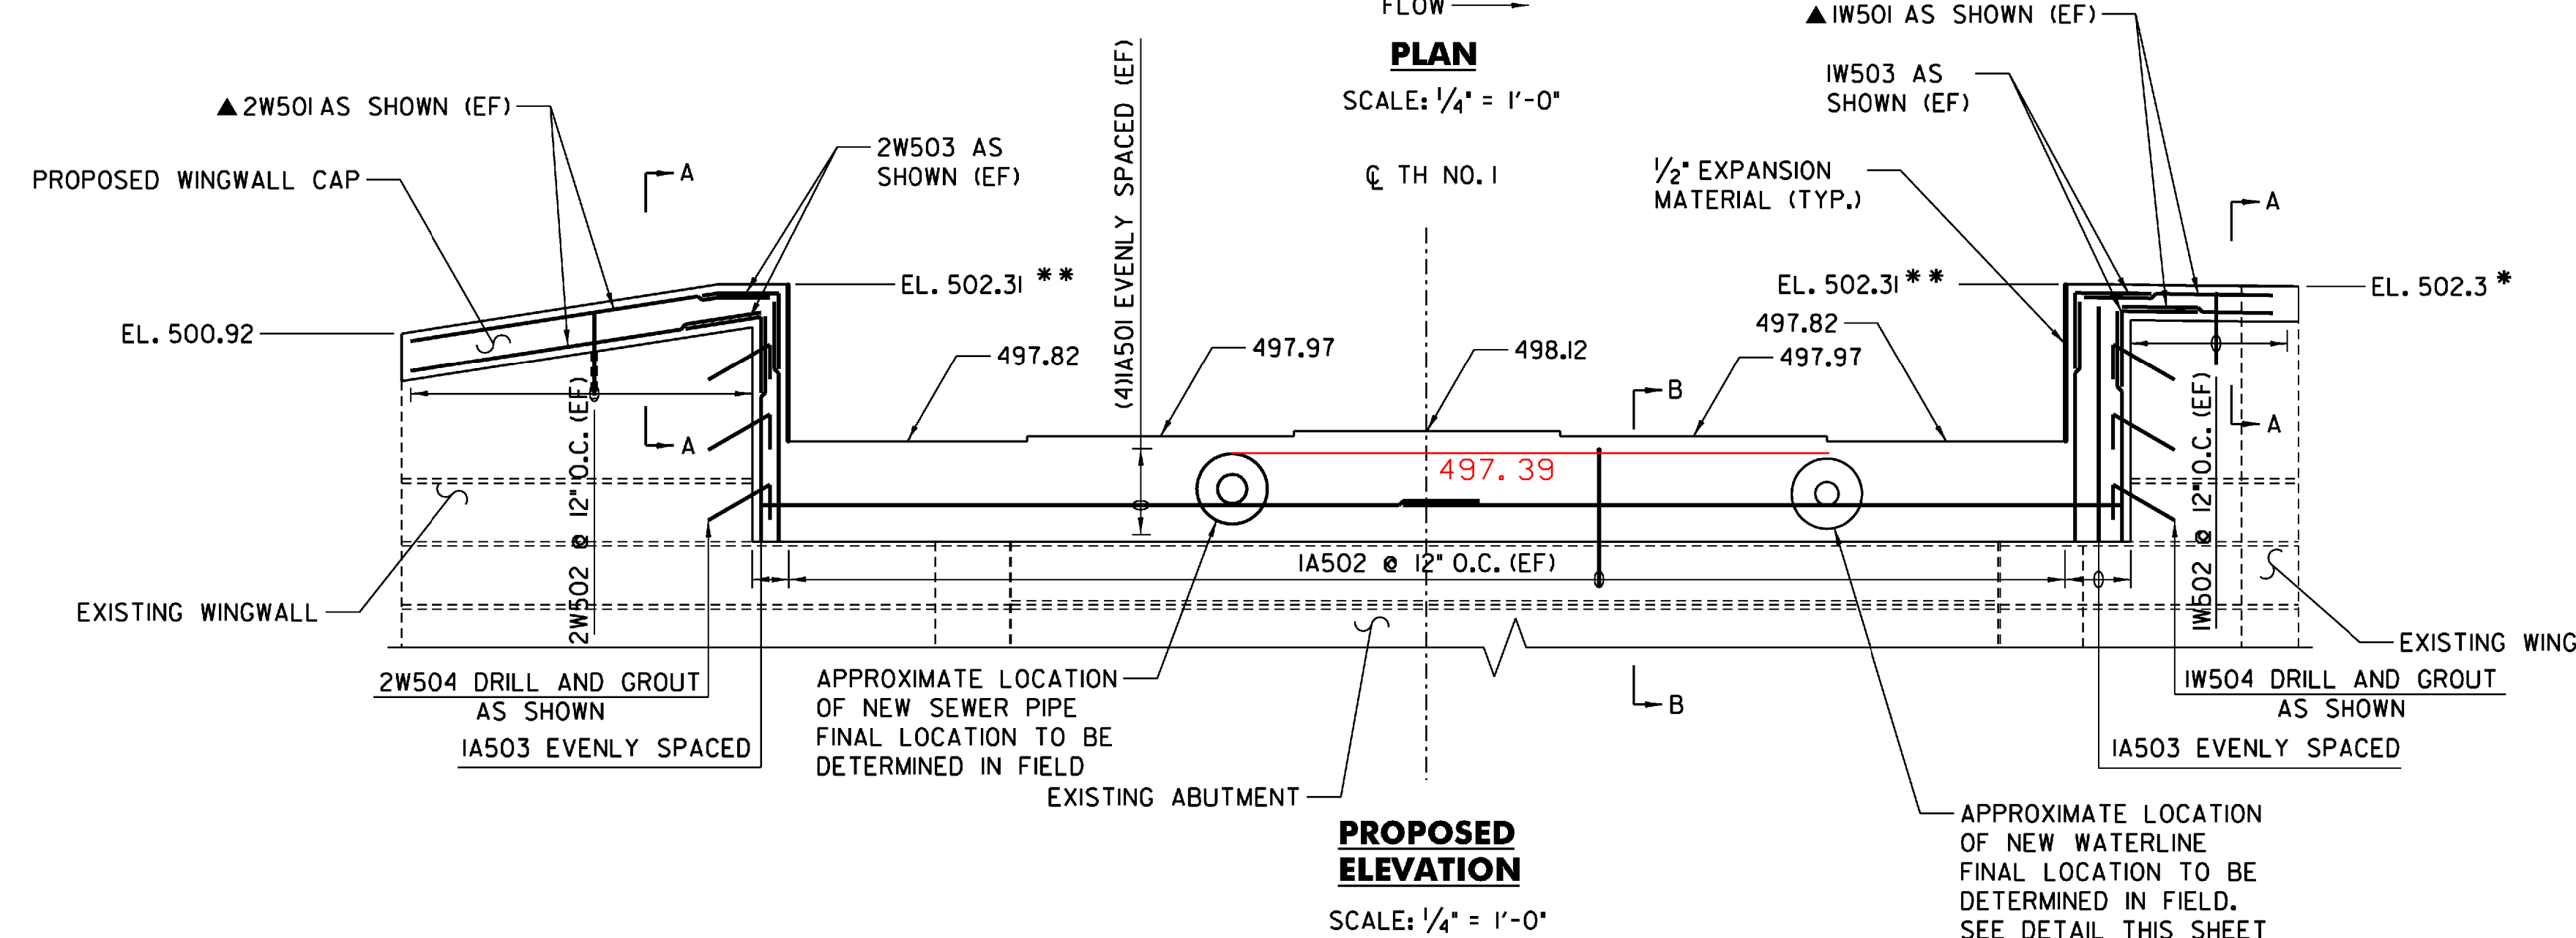 FLOW
PLAN
SCALE: 1/4" = 1'-0"
▲ 1W501 AS SHOWN (EF)
1W503 AS
SHOWN (EF)
▲ 2W501 AS SHOWN (EF)
2W503 AS
SHOWN (EF)
PROPOSED WINGWALL CAP
A
(4)1A501 EVENLY SPACED (EF)
℄ TH NO. 1
1/2" EXPANSION
MATERIAL (TYP.)
A
EL. 502.31 **
EL. 502.31 **
EL. 502.3 *
EL. 500.92
497.82
497.97
498.12
497.82
497.97
B
A
A
497.39
2W502 @ 12" O.C. (EF)
1W502 @ 12" O.C. (EF)
1A502 @ 12" O.C. (EF)
EXISTING WINGWALL
EXISTING WING
2W504 DRILL AND GROUT
AS SHOWN
1A503 EVENLY SPACED
APPROXIMATE LOCATION
OF NEW SEWER PIPE
FINAL LOCATION TO BE
DETERMINED IN FIELD
B
1W504 DRILL AND GROUT
AS SHOWN
1A503 EVENLY SPACED
EXISTING ABUTMENT
PROPOSED
ELEVATION
SCALE: 1/4" = 1'-0"
APPROXIMATE LOCATION
OF NEW WATERLINE
FINAL LOCATION TO BE
DETERMINED IN FIELD.
SEE DETAIL THIS SHEET